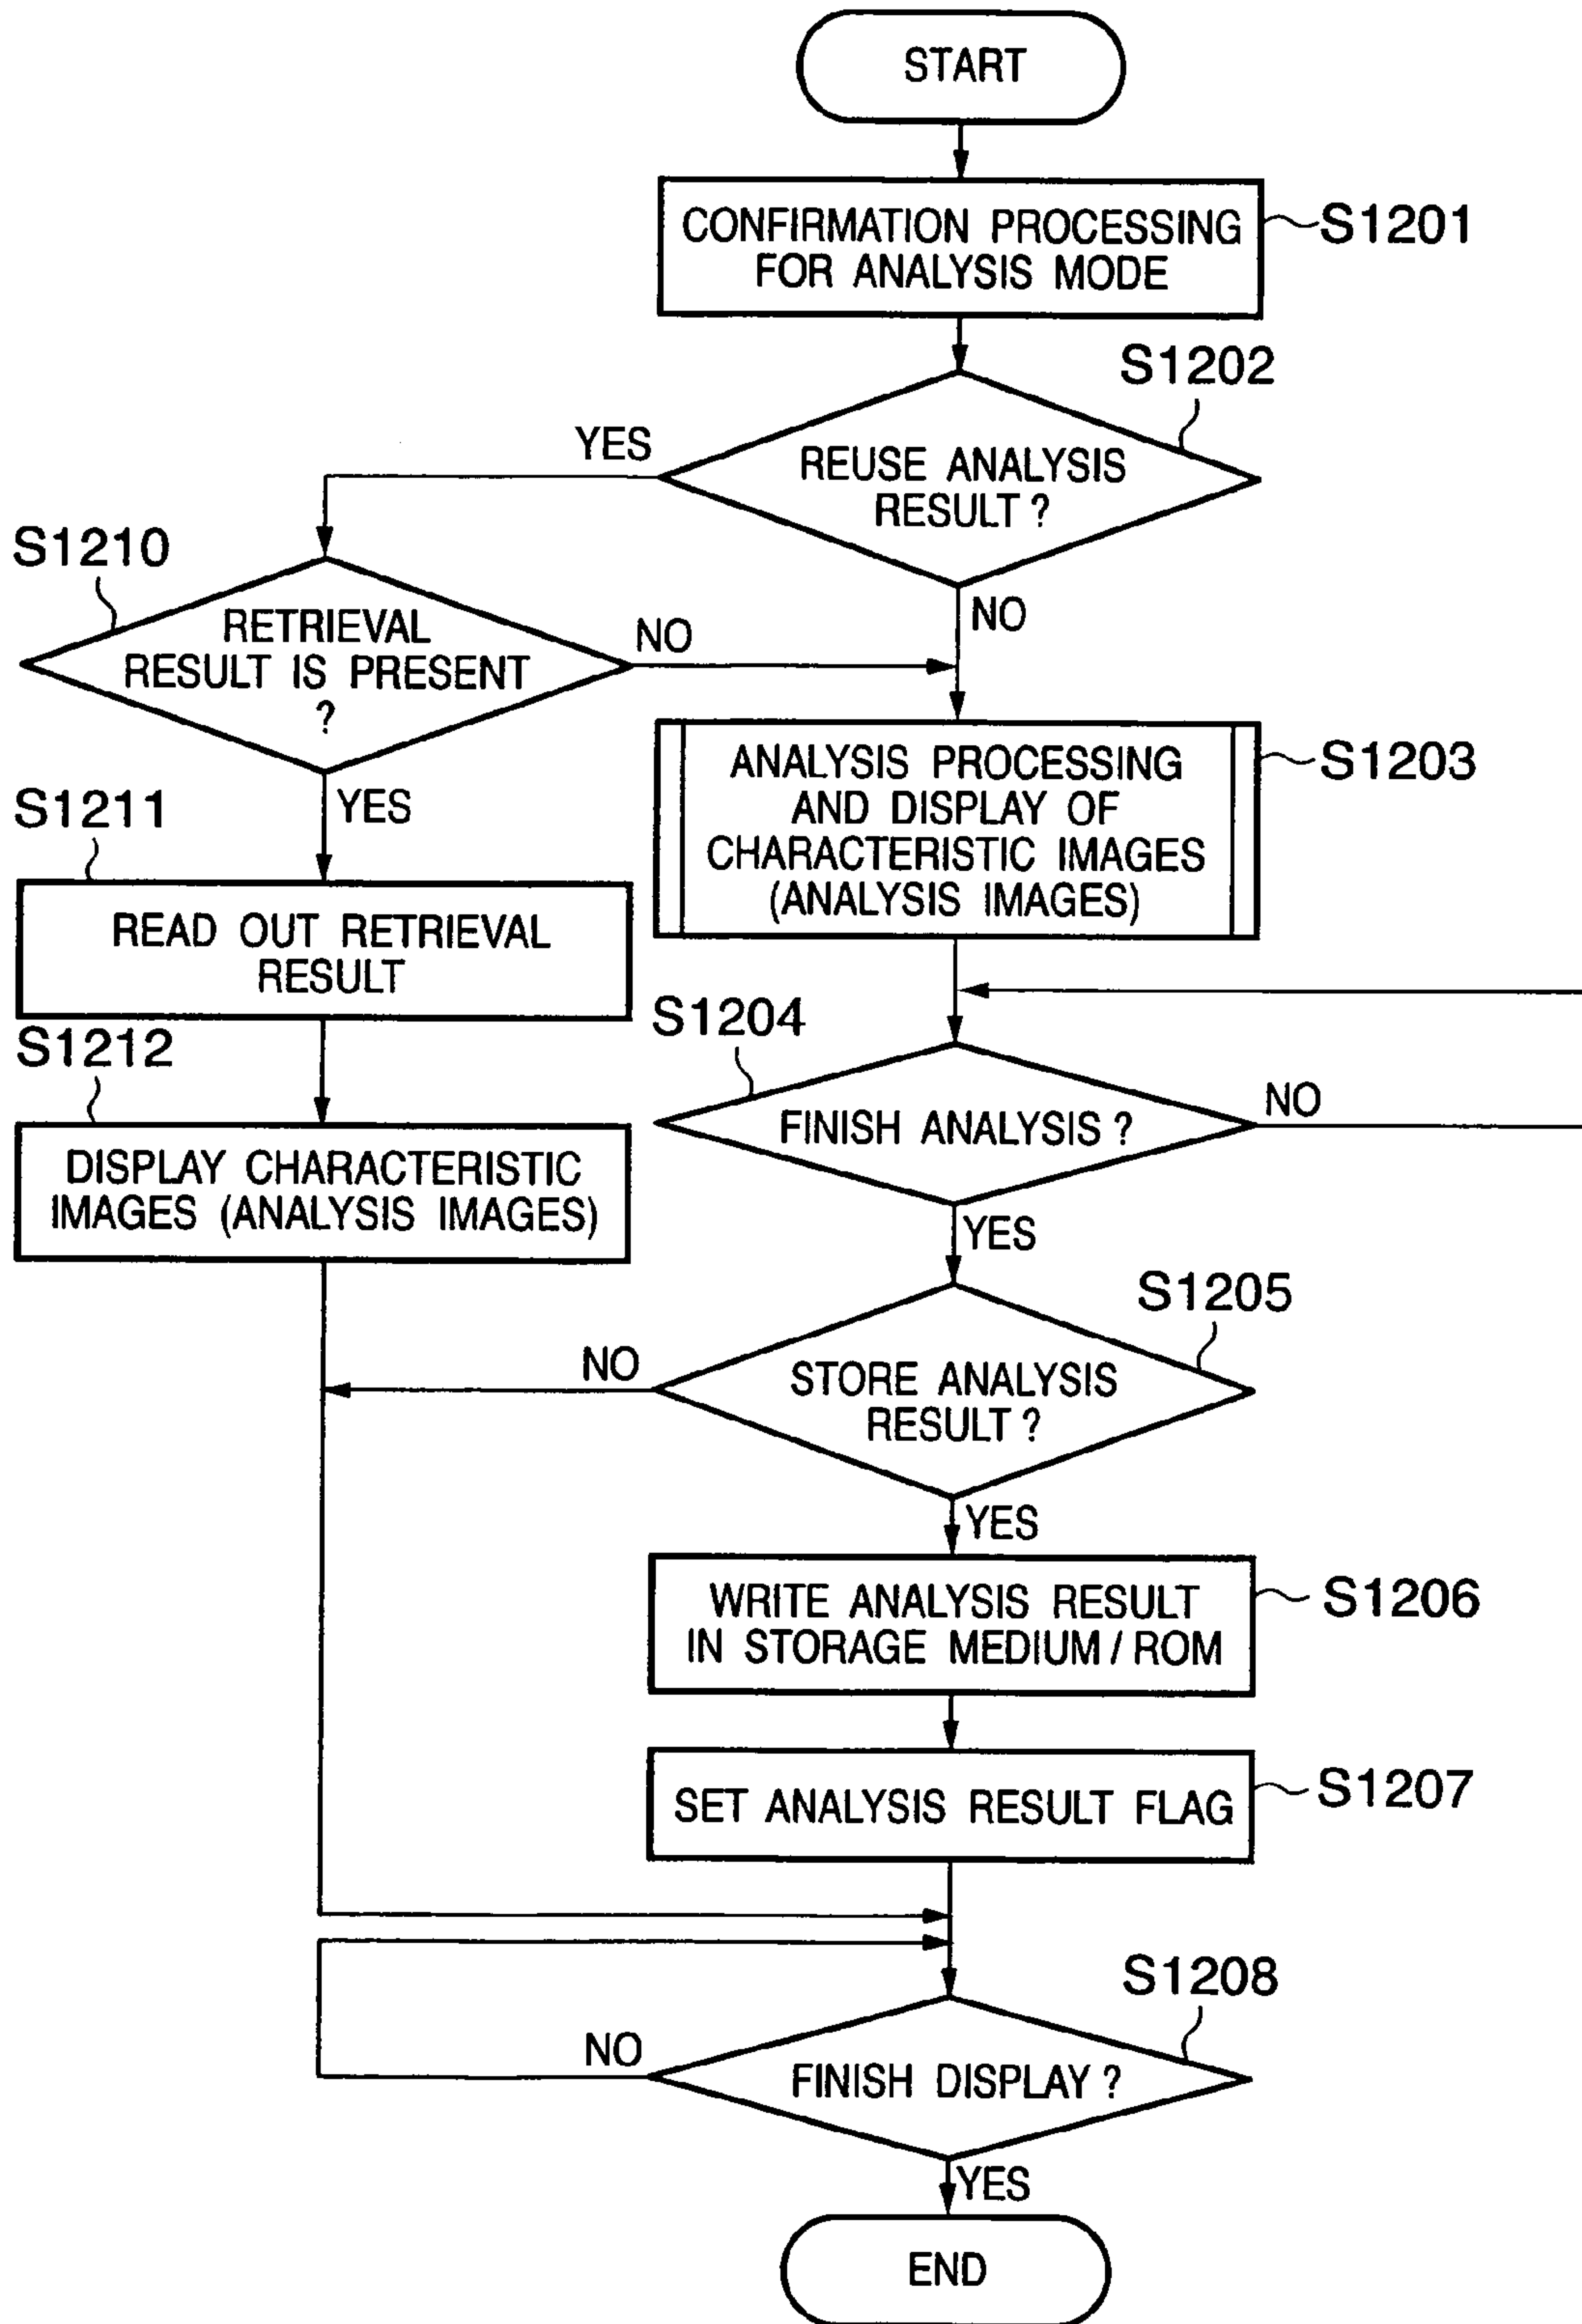 START
CONFIRMATION PROCESSING
FOR ANALYSIS MODE
S1201
S1202
YES
REUSE ANALYSIS
RESULT ?
NO
S1210
RETRIEVAL
RESULT IS PRESENT
?
NO
YES
S1203
ANALYSIS PROCESSING
AND DISPLAY OF
CHARACTERISTIC IMAGES
(ANALYSIS IMAGES)
S1211
READ OUT RETRIEVAL
RESULT
S1204
FINISH ANALYSIS ?
NO
YES
S1212
DISPLAY CHARACTERISTIC
IMAGES (ANALYSIS IMAGES)
S1205
NO
STORE ANALYSIS
RESULT ?
YES
WRITE ANALYSIS RESULT
IN STORAGE MEDIUM / ROM
S1206
SET ANALYSIS RESULT FLAG
S1207
S1208
NO
FINISH DISPLAY ?
YES
END